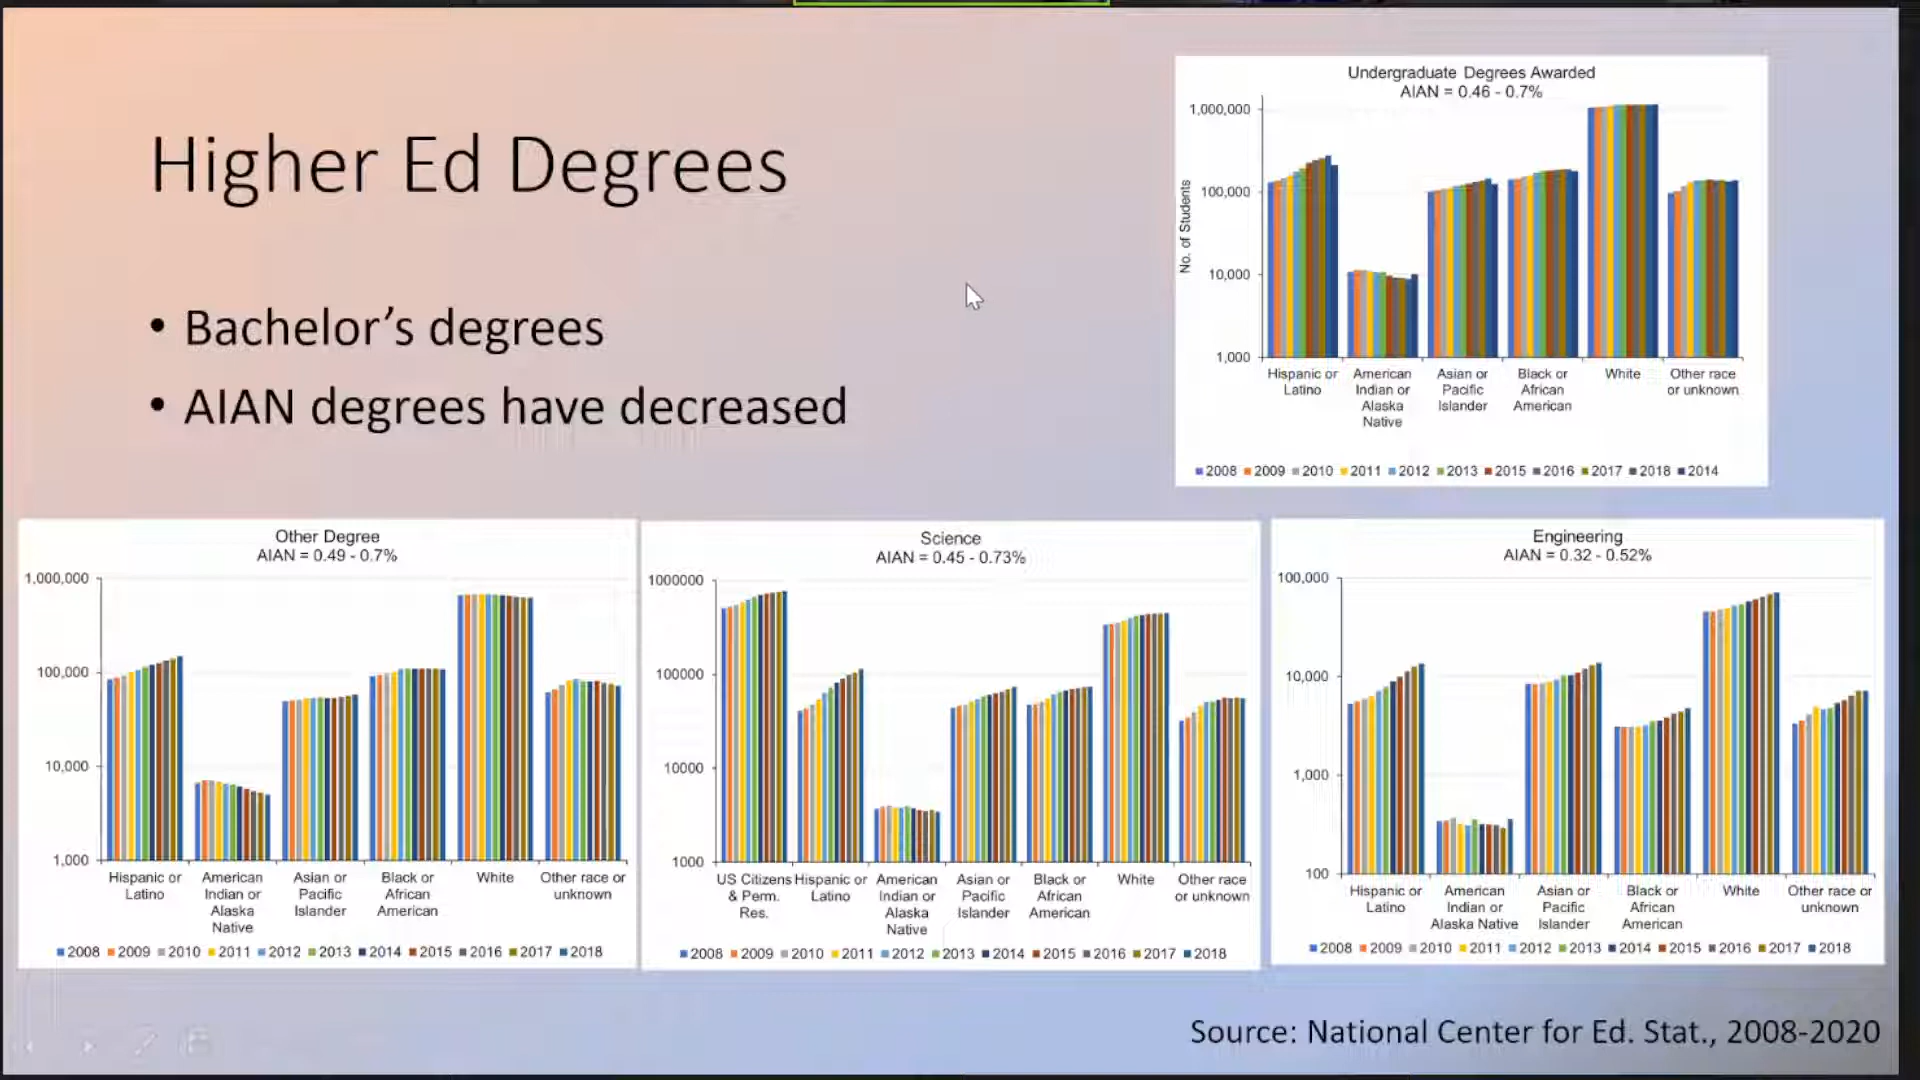 Higher Ed Degrees
• Bachelor's degrees
• AIAN degrees have decreased
Undergraduate Degrees Awarded
AIAN = 0.46 - 0.7%
No. of Students
1,000,000
100,000
10,000
1,000
Hispanic or Latino
American Indian or Alaska Native
Asian or Pacific Islander
Black or African American
White
Other race or unknown
2008 2009 2010 2011 2012 2013 2015 2016 2017 2018 2014
Other Degree
AIAN = 0.49 - 0.7%
1,000,000
100,000
10,000
1,000
Hispanic or Latino
American Indian or Alaska Native
Asian or Pacific Islander
Black or African American
White
Other race or unknown
2008 2009 2010 2011 2012 2013 2014 2015 2016 2017 2018
Science
AIAN = 0.45 - 0.73%
1000000
100000
10000
1000
US Citizens & Perm. Res.
Hispanic or Latino
American Indian or Alaska Native
Asian or Pacific Islander
Black or African American
White
Other race or unknown
2008 2009 2010 2011 2012 2013 2014 2015 2016 2017 2018
Engineering
AIAN = 0.32 - 0.52%
100,000
10,000
1,000
100
Hispanic or Latino
American Indian or Alaska Native
Asian or Pacific Islander
Black or African American
White
Other race or unknown
2008 2009 2010 2011 2012 2013 2014 2015 2016 2017 2018
Source: National Center for Ed. Stat., 2008-2020